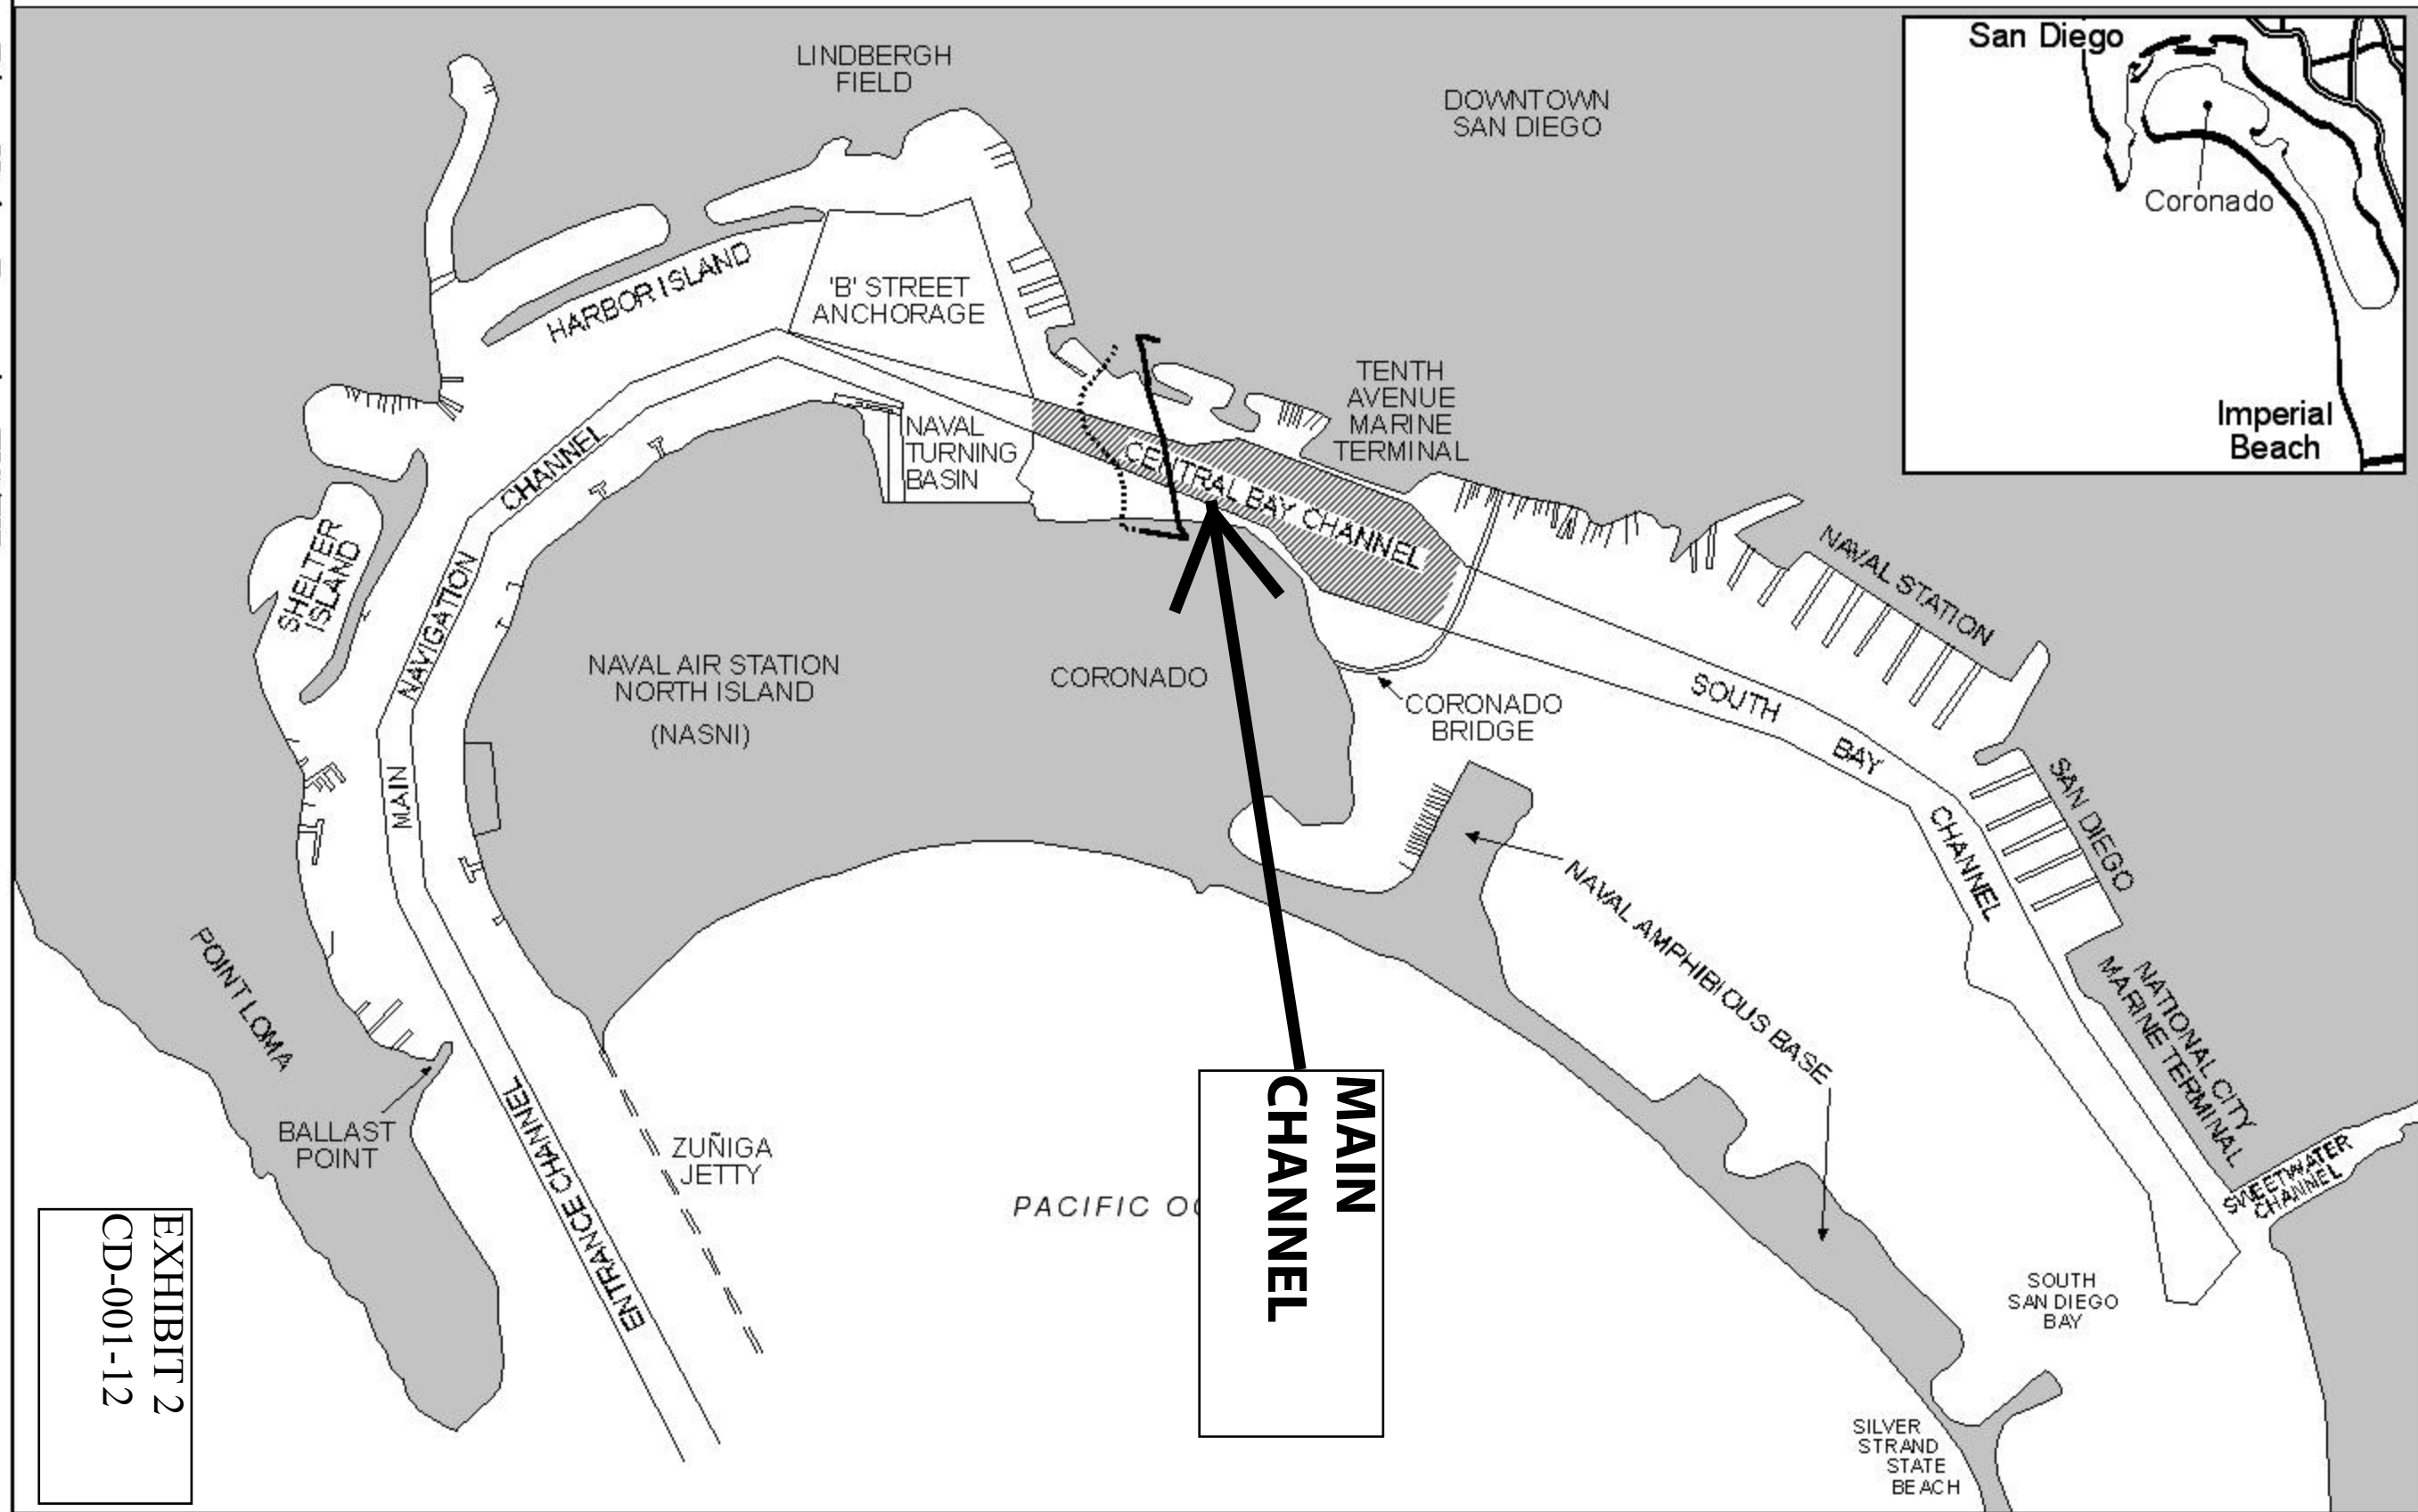 San Diego
Coronado
Imperial
Beach
LINDBERGH
FIELD
DOWNTOWN
SAN DIEGO
HARBOR ISLAND
'B' STREET
ANCHORAGE
TENTH
AVENUE
MARINE
TERMINAL
NAVAL
TURNING
BASIN
CENTRAL BAY CHANNEL
SHELTER
ISLAND
MAIN NAVIGATION CHANNEL
NAVAL STATION
SAN DIEGO
NAVAL AIR STATION
NORTH ISLAND
(NASNI)
CORONADO
CORONADO
BRIDGE
SOUTH BAY CHANNEL
NAVAL AMPHIBIOUS BASE
POINT LOMA
BALLAST
POINT
ENTRANCE CHANNEL
ZUÑIGA
JETTY
PACIFIC
MAIN
CHANNEL
NATIONAL CITY
MARINE TERMINAL
SWEETWATER
CHANNEL
SOUTH
SAN DIEGO
BAY
SILVER
STRAND
STATE
BEACH
EXHIBIT 2
CD-001-12